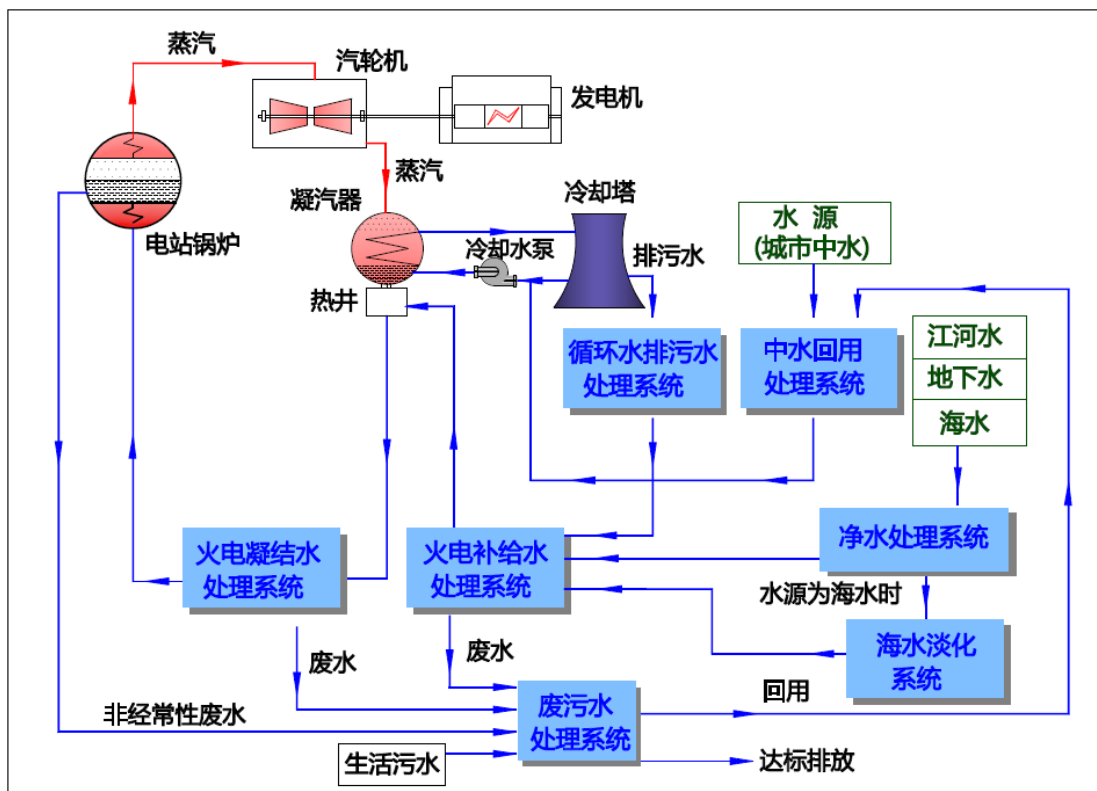 蒸汽
汽轮机
发电机
蒸汽
凝汽器
冷却塔
水 源
(城市中水)
电站锅炉
冷却水泵
排污水
热井
循环水排污水
处理系统
中水回用
处理系统
江河水
地下水
海水
火电凝结水
处理系统
火电补给水
处理系统
净水处理系统
水源为海水时
海水淡化
系统
废水
废水
非经常性废水
废污水
处理系统
回用
生活污水
达标排放